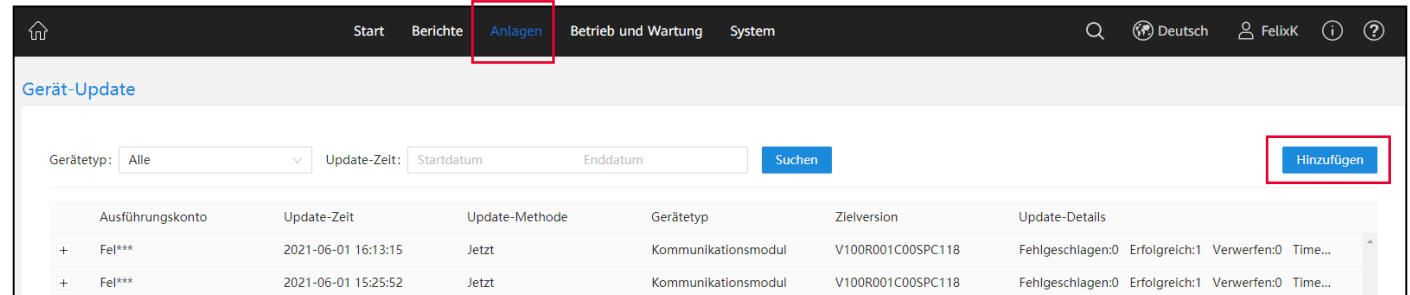 Start Berichte Anlagen Betrieb und Wartung System Deutsch FelixK
Gerät-Update
Gerätetyp: Alle Update-Zeit: Startdatum Enddatum Suchen Hinzufügen
Ausführungskonto Update-Zeit Update-Methode Gerätetyp Zielversion Update-Details
+ Fel*** 2021-06-01 16:13:15 Jetzt Kommunikationsmodul V100R001C00SPC118 Fehlgeschlagen:0 Erfolgreich:1 Verwerfen:0 Time...
+ Fel*** 2021-06-01 15:25:52 Jetzt Kommunikationsmodul V100R001C00SPC118 Fehlgeschlagen:0 Erfolgreich:1 Verwerfen:0 Time...